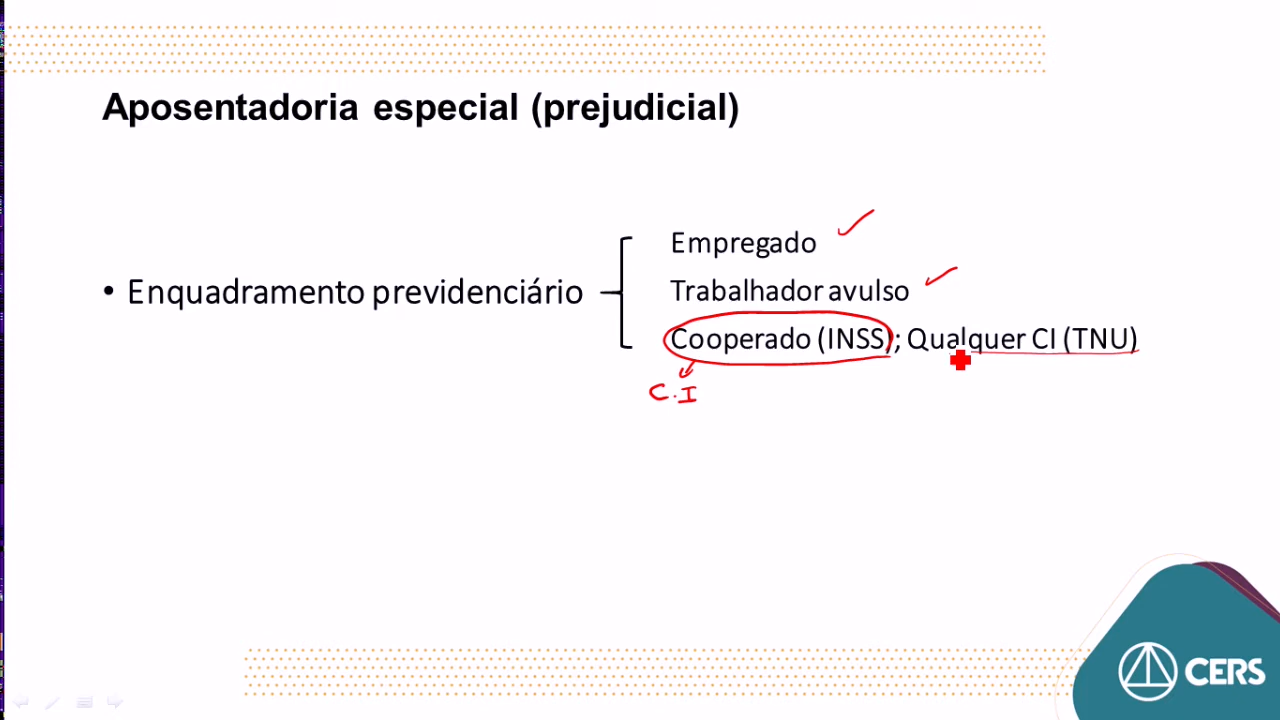 Aposentadoria especial (prejudicial)
Empregado
Trabalhador avulso
• Enquadramento previdenciário
Cooperado (INSS); Qualquer CI (TNU)
C.I
CERS